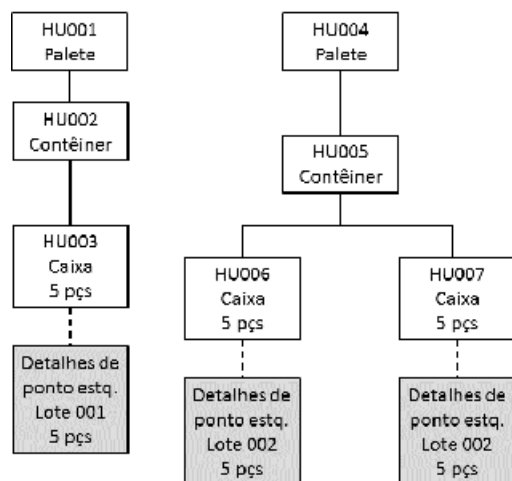 HU001
Palete
HU002
Contêiner
HU003
Caixa
5 pçs
Detalhes de
ponto estq.
Lote 001
5 pçs
HU004
Palete
HU005
Contêiner
HU006
Caixa
5 pçs
Detalhes de
ponto estq.
Lote 002
5 pçs
HU007
Caixa
5 pçs
Detalhes de
ponto estq.
Lote 002
5 pçs